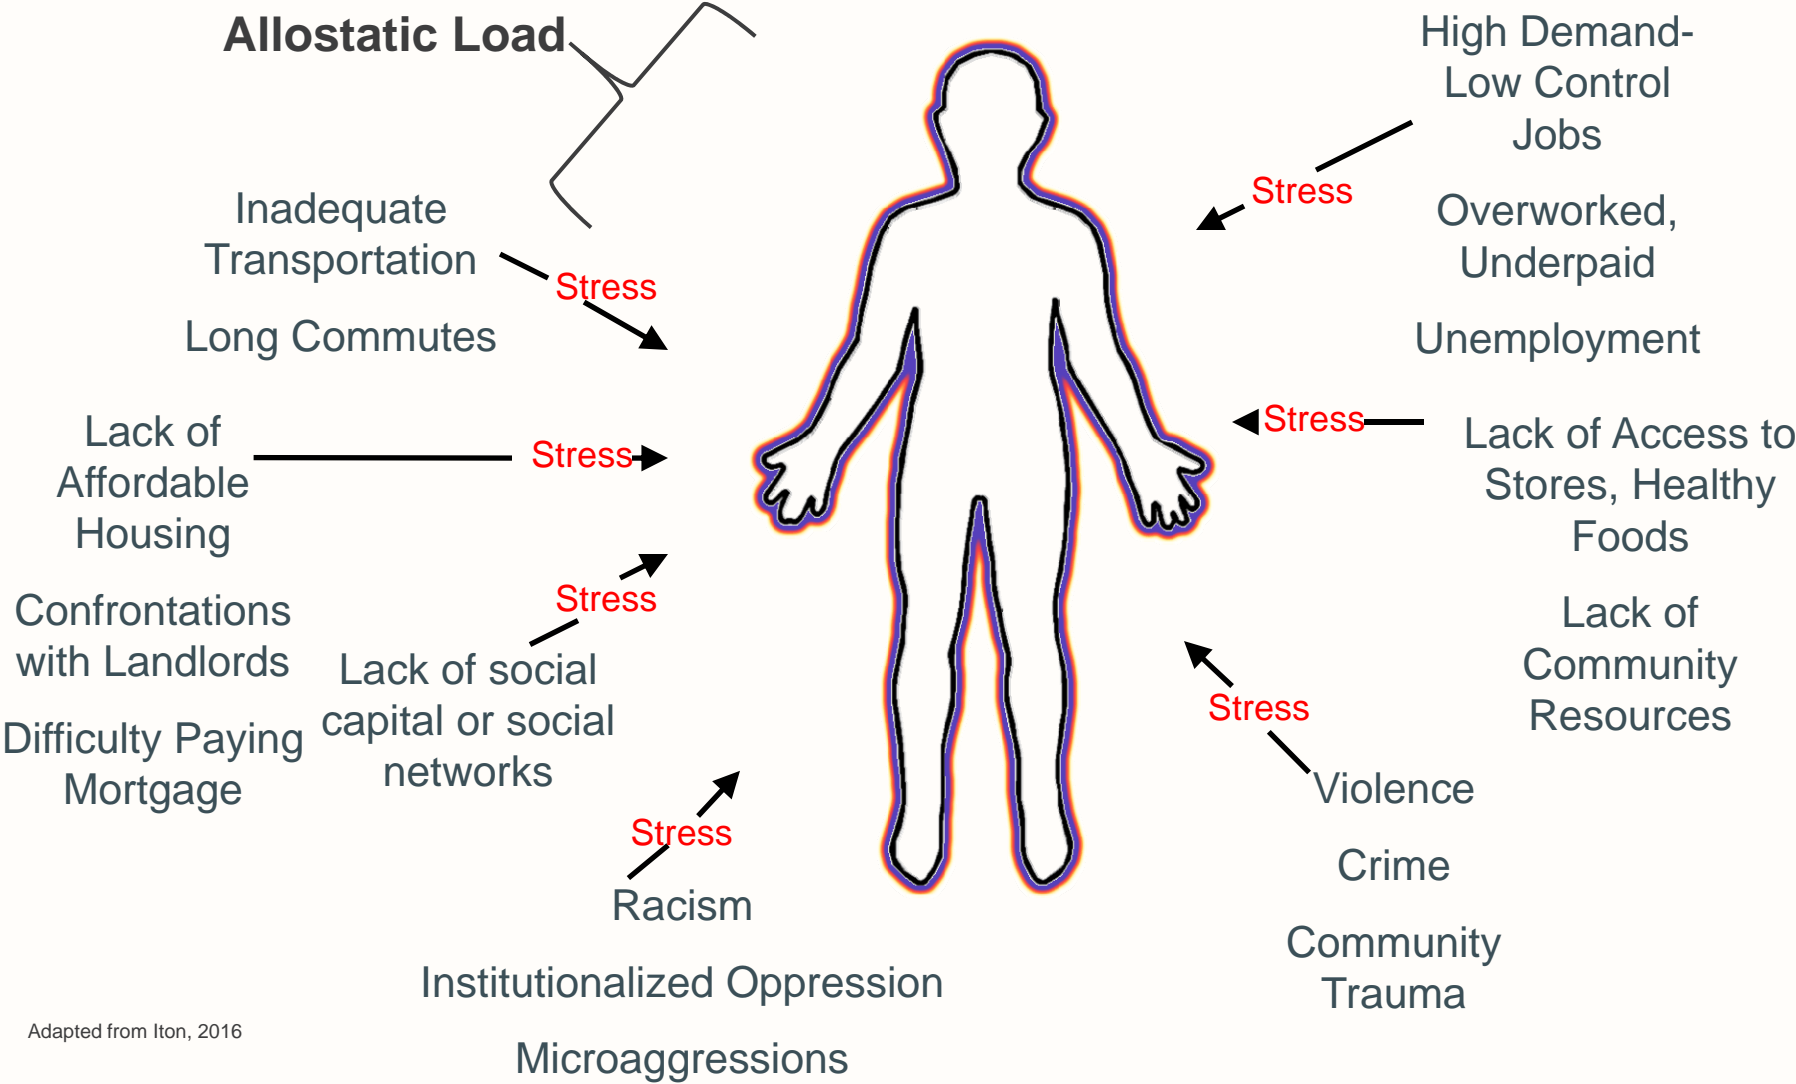 Allostatic Load
Inadequate
Transportation
Stress
Long Commutes
Lack of
Affordable
Housing
Stress
Confrontations
with Landlords
Difficulty Paying
Mortgage
Stress
Lack of social
capital or social
networks
Stress
Racism
Institutionalized Oppression
Microaggressions
High Demand-
Low Control
Jobs
Stress
Overworked,
Underpaid
Unemployment
Stress
Lack of Access to
Stores, Healthy
Foods
Lack of
Community
Resources
Stress
Violence
Crime
Community
Trauma
Adapted from Iton, 2016